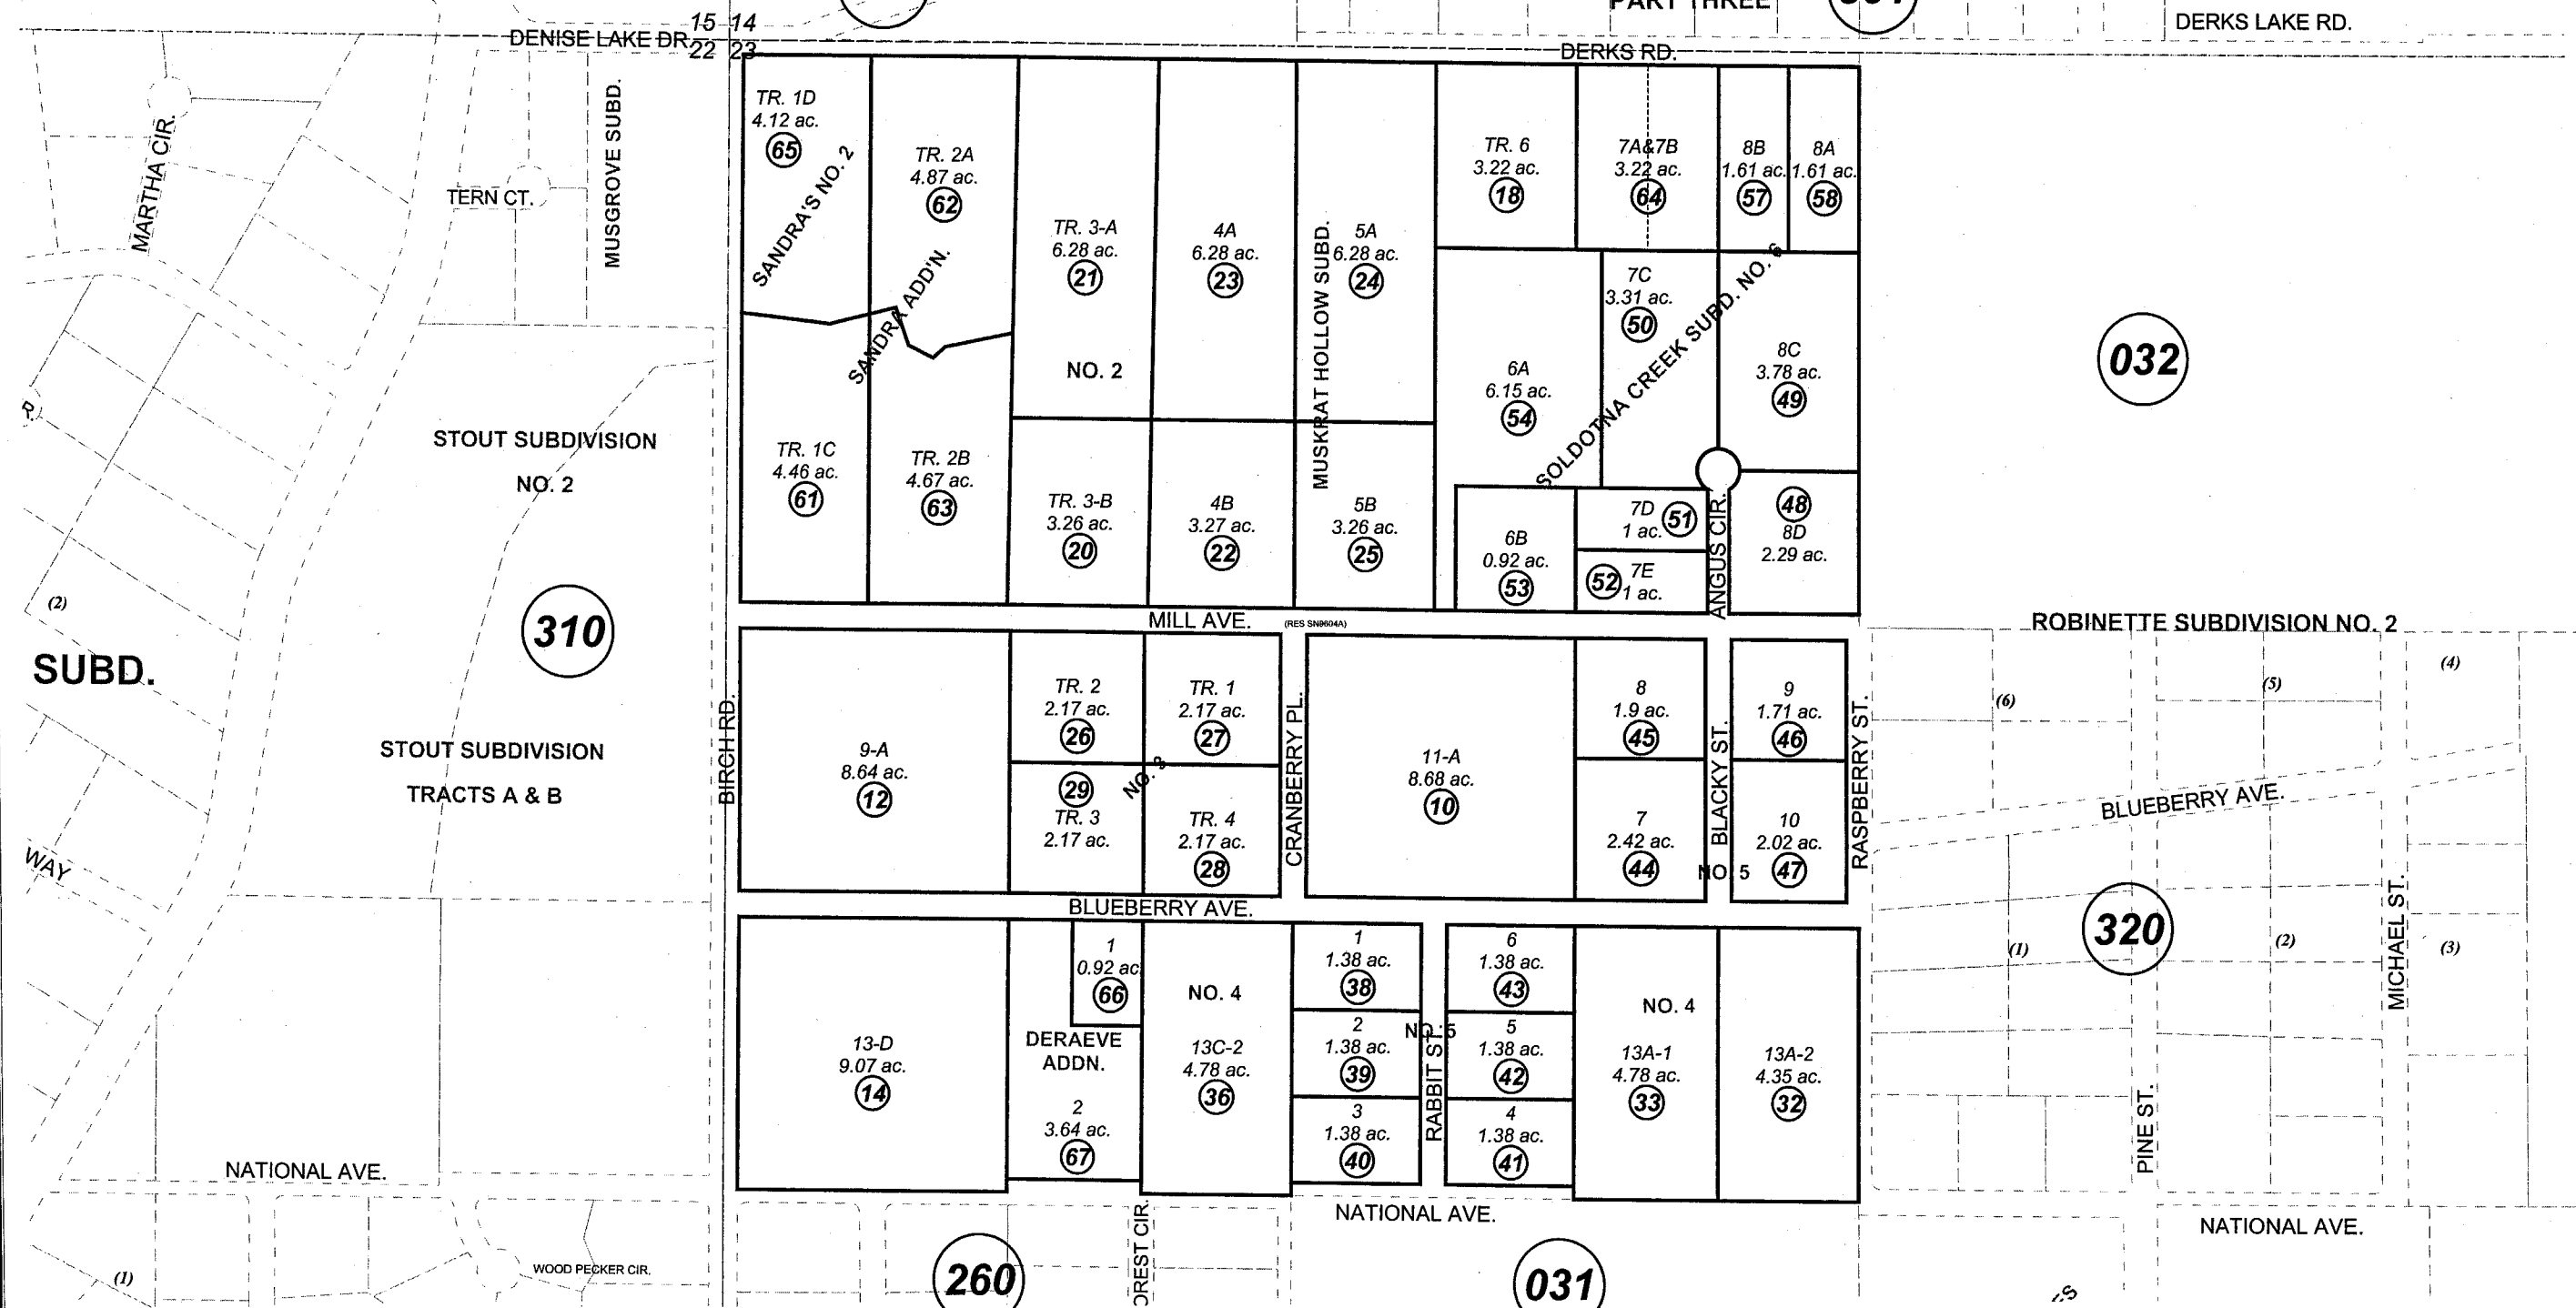 PART THREE
DERKS LAKE RD.
15 14
DENISE LAKE DR.
22 23
DERKS RD.
MARTHA CIR.
TERN CT.
MUSGROVE SUBD.
TR. 1D
4.12 ac.
65
SANDRA'S NO. 2
TR. 2A
4.87 ac.
62
SANDRA ADD'N.
TR. 3-A
6.28 ac.
21
NO. 2
4A
6.28 ac.
23
MUSKRAT HOLLOW SUBD.
5A
6.28 ac.
24
TR. 6
3.22 ac.
18
7A&7B
3.22 ac.
64
8B
1.61 ac.
57
8A
1.61 ac.
58
7C
3.31 ac.
50
SOLDOTNA CREEK SUBD. NO. 6
6A
6.15 ac.
54
8C
3.78 ac.
49
032
STOUT SUBDIVISION
NO. 2
TR. 1C
4.46 ac.
61
TR. 2B
4.67 ac.
63
TR. 3-B
3.26 ac.
20
4B
3.27 ac.
22
5B
3.26 ac.
25
6B
0.92 ac.
53
7D
1 ac.
51
52
7E
1 ac.
ANGUS CIR.
48
8D
2.29 ac.
R.
(2)
310
SUBD.
MILL AVE.
(RES SN9604A)
ROBINETTE SUBDIVISION NO. 2
STOUT SUBDIVISION
TRACTS A & B
BIRCH RD.
9-A
8.64 ac.
12
TR. 2
2.17 ac.
26
TR. 1
2.17 ac.
27
29
TR. 3
2.17 ac.
NO. 3
TR. 4
2.17 ac.
28
CRANBERRY PL.
11-A
8.68 ac.
10
8
1.9 ac.
45
7
2.42 ac.
44
BLACKY ST.
NO. 5
9
1.71 ac.
46
10
2.02 ac.
47
RASPBERRY ST.
(6)
(5)
(4)
BLUEBERRY AVE.
WAY
BLUEBERRY AVE.
320
(1)
(2)
(3)
MICHAEL ST.
PINE ST.
13-D
9.07 ac.
14
1
0.92 ac
66
DERAEVE
ADDN.
2
3.64 ac.
67
NO. 4
13C-2
4.78 ac.
36
1
1.38 ac.
38
2
1.38 ac.
39
3
1.38 ac.
40
NO. 5
RABBIT ST.
6
1.38 ac.
43
5
1.38 ac.
42
4
1.38 ac.
41
NO. 4
13A-1
4.78 ac.
33
13A-2
4.35 ac.
32
NATIONAL AVE.
NATIONAL AVE.
NATIONAL AVE.
WOOD PECKER CIR.
(1)
260
OREST CIR.
031